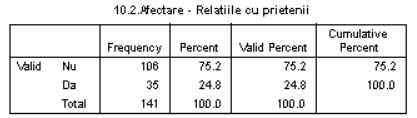 10.2.Afectare - Relatiile cu prietenii
Frequency Percent Valid Percent Cumulative Percent
Valid Nu 106 75.2 75.2 75.2
Da 35 24.8 24.8 100.0
Total 141 100.0 100.0